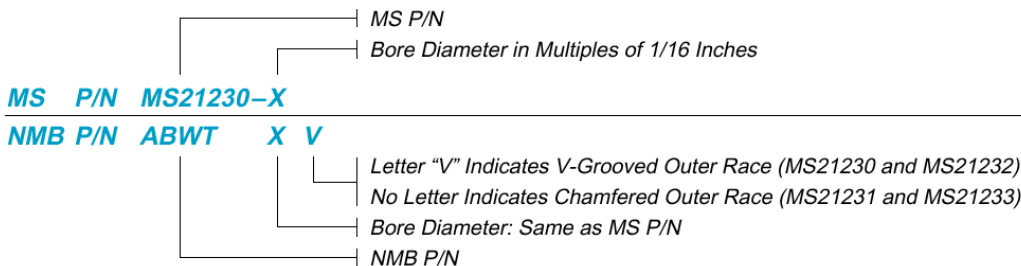 MS P/N
Bore Diameter in Multiples of 1/16 Inches
MS P/N MS21230–X
NMB P/N ABWT X V
Letter “V” Indicates V-Grooved Outer Race (MS21230 and MS21232)
No Letter Indicates Chamfered Outer Race (MS21231 and MS21233)
Bore Diameter: Same as MS P/N
NMB P/N